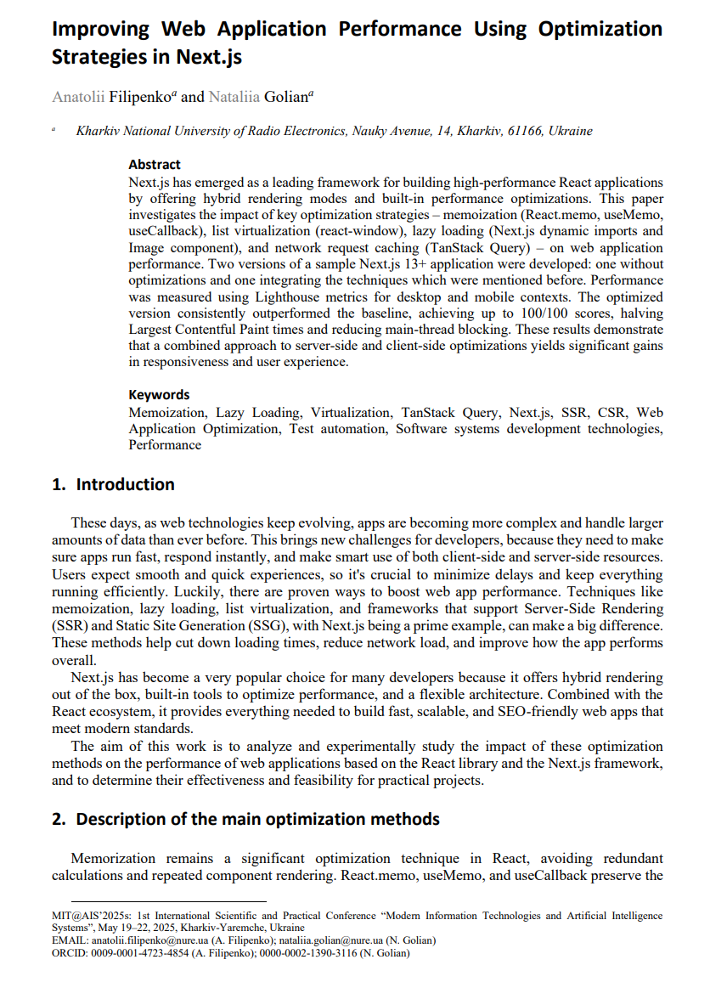 Improving Web Application Performance Using Optimization
Strategies in Next.js
Anatolii Filipenkoᵃ and Nataliia Golianᵃ
ᵃ Kharkiv National University of Radio Electronics, Nauky Avenue, 14, Kharkiv, 61166, Ukraine
Abstract
Next.js has emerged as a leading framework for building high-performance React applications
by offering hybrid rendering modes and built-in performance optimizations. This paper
investigates the impact of key optimization strategies – memoization (React.memo, useMemo,
useCallback), list virtualization (react-window), lazy loading (Next.js dynamic imports and
Image component), and network request caching (TanStack Query) – on web application
performance. Two versions of a sample Next.js 13+ application were developed: one without
optimizations and one integrating the techniques which were mentioned before. Performance
was measured using Lighthouse metrics for desktop and mobile contexts. The optimized
version consistently outperformed the baseline, achieving up to 100/100 scores, halving
Largest Contentful Paint times and reducing main-thread blocking. These results demonstrate
that a combined approach to server-side and client-side optimizations yields significant gains
in responsiveness and user experience.
Keywords
Memoization, Lazy Loading, Virtualization, TanStack Query, Next.js, SSR, CSR, Web
Application Optimization, Test automation, Software systems development technologies,
Performance
1. Introduction
These days, as web technologies keep evolving, apps are becoming more complex and handle larger
amounts of data than ever before. This brings new challenges for developers, because they need to make
sure apps run fast, respond instantly, and make smart use of both client-side and server-side resources.
Users expect smooth and quick experiences, so it's crucial to minimize delays and keep everything
running efficiently. Luckily, there are proven ways to boost web app performance. Techniques like
memoization, lazy loading, list virtualization, and frameworks that support Server-Side Rendering
(SSR) and Static Site Generation (SSG), with Next.js being a prime example, can make a big difference.
These methods help cut down loading times, reduce network load, and improve how the app performs
overall.
Next.js has become a very popular choice for many developers because it offers hybrid rendering
out of the box, built-in tools to optimize performance, and a flexible architecture. Combined with the
React ecosystem, it provides everything needed to build fast, scalable, and SEO-friendly web apps that
meet modern standards.
The aim of this work is to analyze and experimentally study the impact of these optimization
methods on the performance of web applications based on the React library and the Next.js framework,
and to determine their effectiveness and feasibility for practical projects.
2. Description of the main optimization methods
Memorization remains a significant optimization technique in React, avoiding redundant
calculations and repeated component rendering. React.memo, useMemo, and useCallback preserve the
MIT@AIS’2025s: 1st International Scientific and Practical Conference “Modern Information Technologies and Artificial Intelligence
Systems”, May 19–22, 2025, Kharkiv-Yaremche, Ukraine
EMAIL: anatolii.filipenko@nure.ua (A. Filipenko); nataliia.golian@nure.ua (N. Golian)
ORCID: 0009-0001-4723-4854 (A. Filipenko); 0000-0002-1390-3116 (N. Golian)